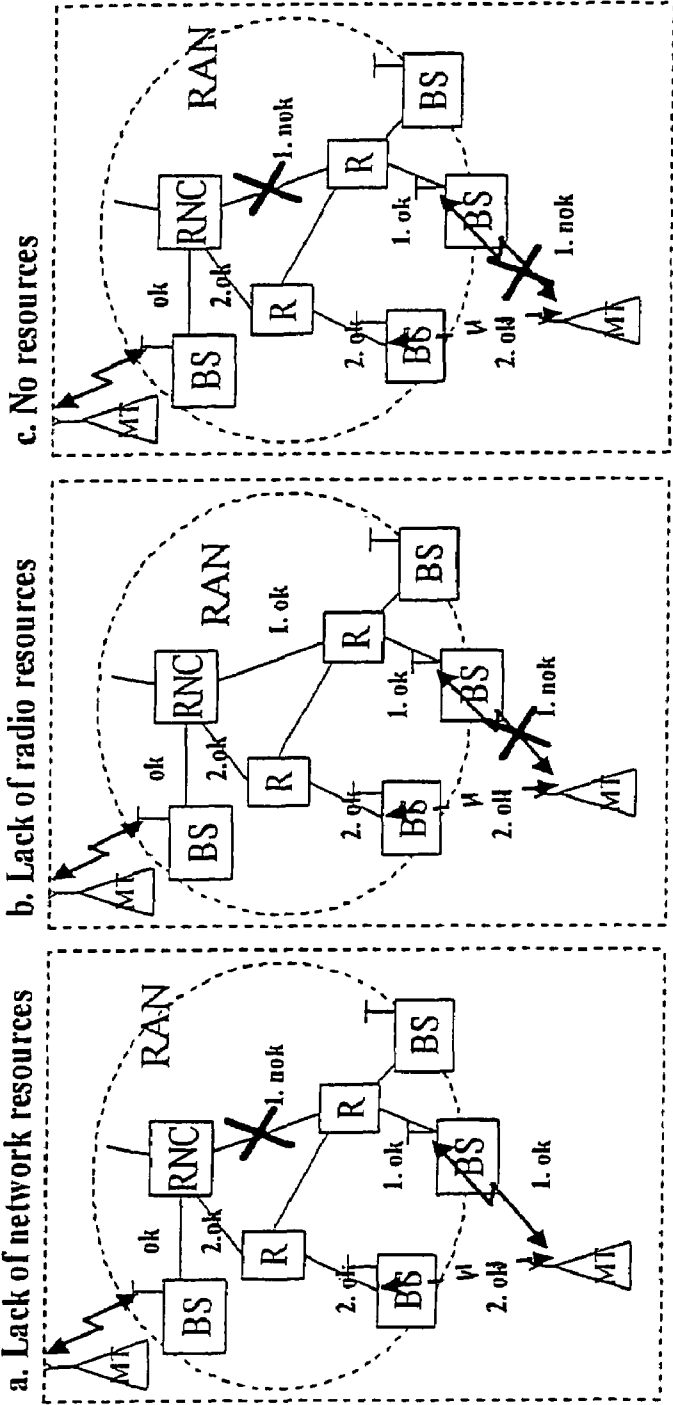 a. Lack of network resources
RAN
MT
BS
ok
RNC
1. nok
2.ok
R
R
BS
2. ok
BS
1. ok
BS
2. ok
1. ok
MT
b. Lack of radio resources
RAN
MT
BS
ok
RNC
1. ok
2.ok
R
R
BS
2. ok
BS
1. ok
BS
2. ok
1. nok
MT
c. No resources
RAN
MT
BS
ok
RNC
1. nok
2.ok
R
R
BS
2. ok
BS
1. ok
BS
2. ok
1. nok
MT